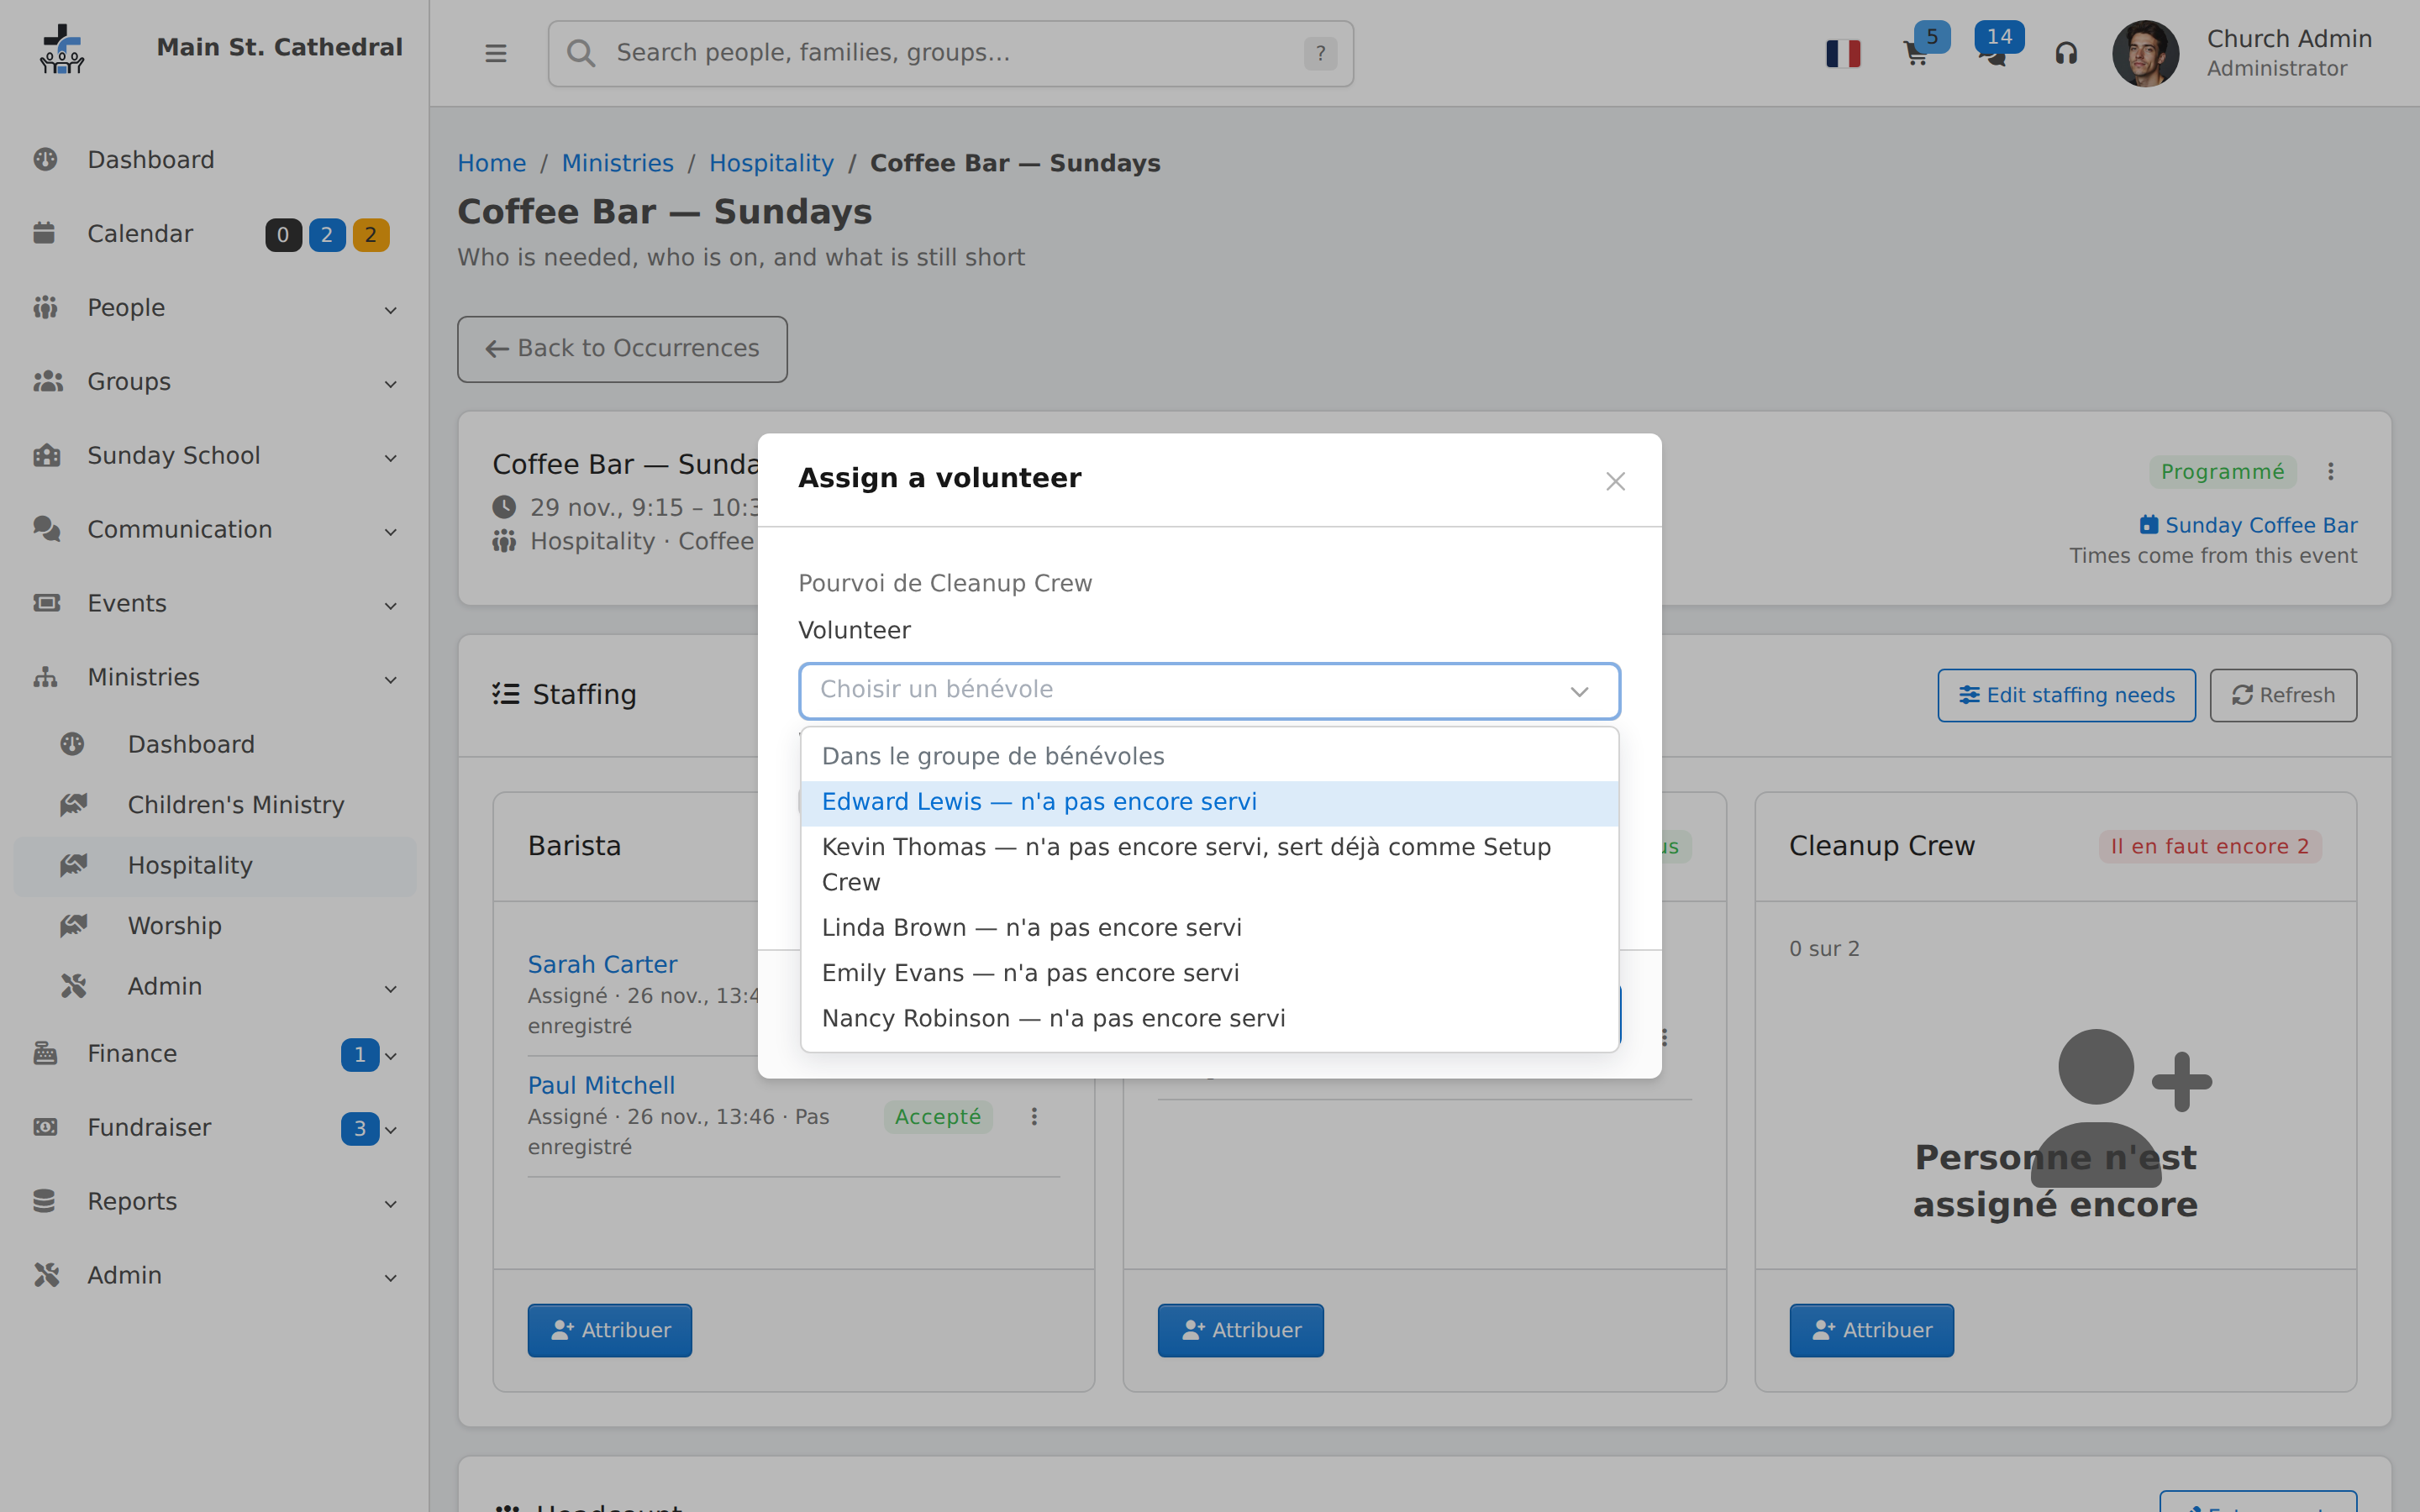 Main St. Cathedral
Search people, families, groups...
?
5
14
Church Admin
Administrator
Dashboard
Calendar
0
2
2
People
Groups
Sunday School
Communication
Events
Ministries
Dashboard
Children's Ministry
Hospitality
Worship
Admin
Finance
1
Fundraiser
3
Reports
Admin
Home / Ministries / Hospitality / Coffee Bar — Sundays
Coffee Bar — Sundays
Who is needed, who is on, and what is still short
Back to Occurrences
Coffee Bar —
29 nov., 9:15 –
Hospitality · Coffee
Programmé
Sunday Coffee Bar
Times come from this event
Staffing
Edit staffing needs
Refresh
Barista
Sarah Carter
Assigné · 26 nov.,
enregistré
Paul Mitchell
Assigné · 26 nov., 13:46 · Pas
enregistré
Accepté
Attribuer
Attribuer
Cleanup Crew
Il en faut encore 2
0 sur 2
Personne n'est
assigné encore
Attribuer
Assign a volunteer
Pourvoi de Cleanup Crew
Volunteer
Choisir un bénévole
Dans le groupe de bénévoles
Edward Lewis — n'a pas encore servi
Kevin Thomas — n'a pas encore servi, sert déjà comme Setup
Crew
Linda Brown — n'a pas encore servi
Emily Evans — n'a pas encore servi
Nancy Robinson — n'a pas encore servi